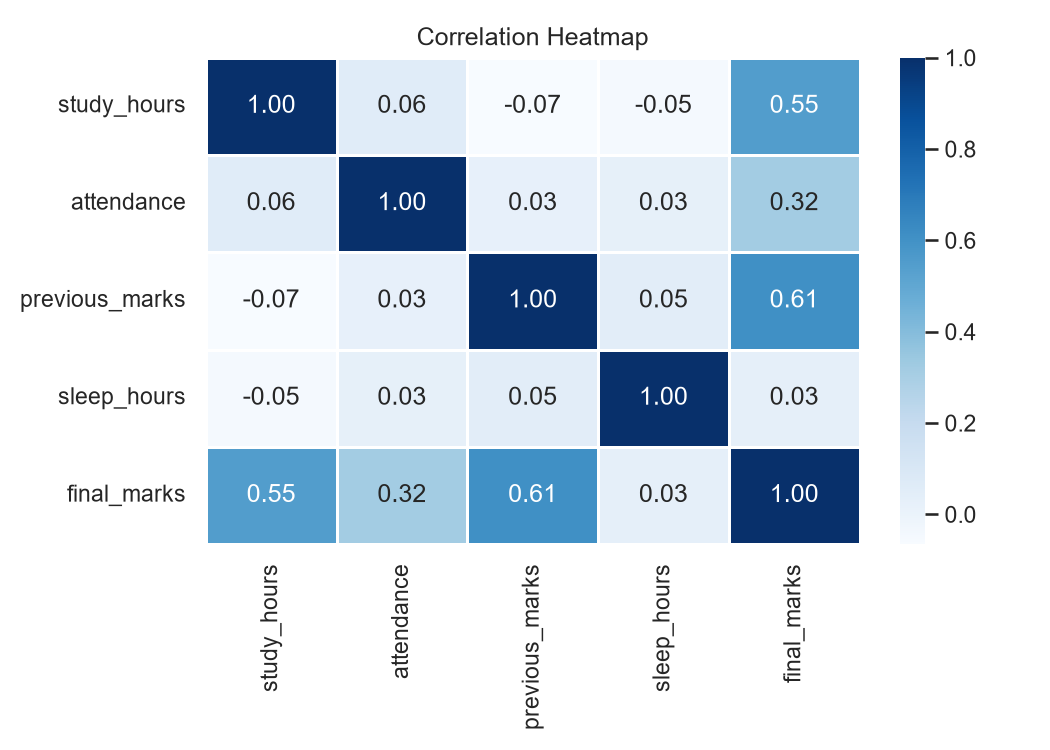 Correlation Heatmap
study_hours 1.00 0.06 -0.07 -0.05 0.55
attendance 0.06 1.00 0.03 0.03 0.32
previous_marks -0.07 0.03 1.00 0.05 0.61
sleep_hours -0.05 0.03 0.05 1.00 0.03
final_marks 0.55 0.32 0.61 0.03 1.00
study_hours
attendance
previous_marks
sleep_hours
final_marks
1.0
0.8
0.6
0.4
0.2
0.0